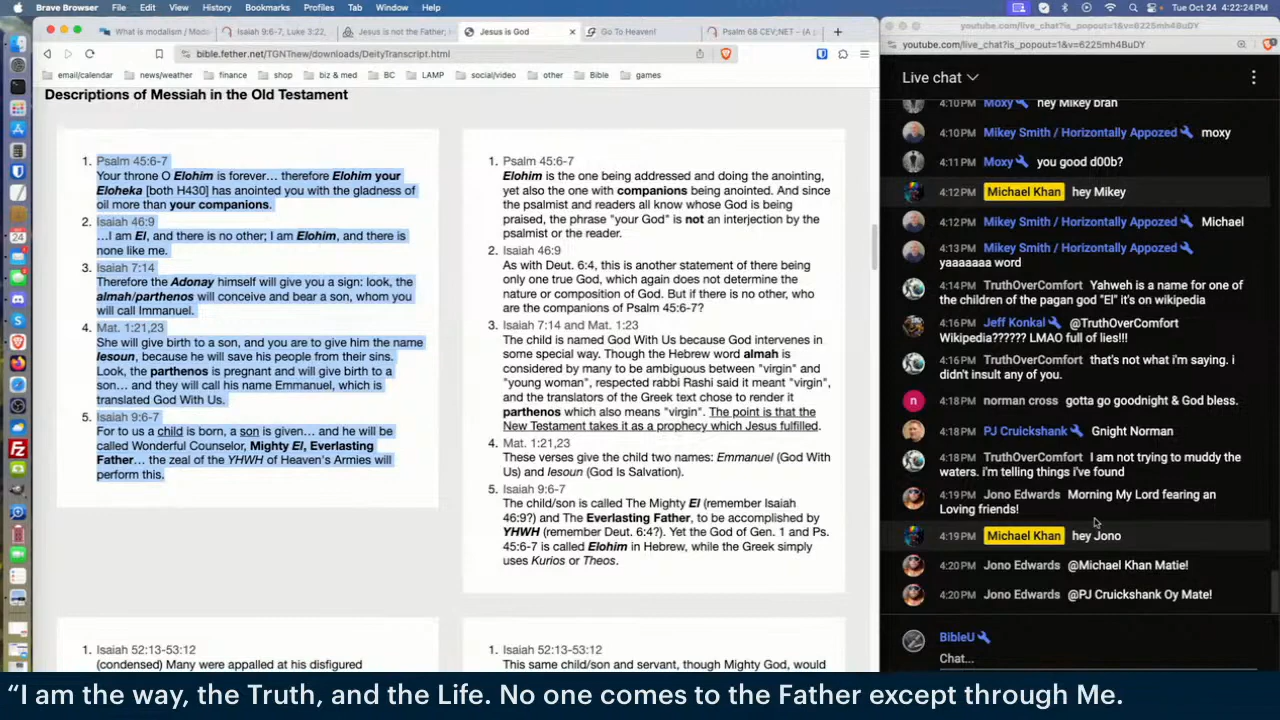 Brave Browser File Edit View History Bookmarks Profiles Tab Window Help Tue Oct 24 4:22:24 PM
What is modalism / Moda Isaiah 9:6-7, Luke 3:22, Jesus is not the Father; Jesus is God Go To Heaven! Psalm 68 CEV;NET – (A
bible.fether.net/TGNThew/downloads/DeityTranscript.html
email/calendar news/weather finance shop biz & med BC LAMP social/video other Bible games
Descriptions of Messiah in the Old Testament
1. Psalm 45:6-7
Your throne O Elohim is forever… therefore Elohim your
Eloheka [both H430] has anointed you with the gladness of
oil more than your companions.
2. Isaiah 46:9
…I am El, and there is no other; I am Elohim, and there is
none like me.
3. Isaiah 7:14
Therefore the Adonay himself will give you a sign: look, the
almah/parthenos will conceive and bear a son, whom you
will call Immanuel.
4. Mat. 1:21,23
She will give birth to a son, and you are to give him the name
Iesoun, because he will save his people from their sins.
Look, the parthenos is pregnant and will give birth to a
son… and they will call his name Emmanuel, which is
translated God With Us.
5. Isaiah 9:6-7
For to us a child is born, a son is given… and he will be
called Wonderful Counselor, Mighty El, Everlasting
Father… the zeal of the YHWH of Heaven's Armies will
perform this.
1. Psalm 45:6-7
Elohim is the one being addressed and doing the anointing,
yet also the one with companions being anointed. And since
the psalmist and readers all know whose God is being
praised, the phrase "your God" is not an interjection by the
psalmist or the reader.
2. Isaiah 46:9
As with Deut. 6:4, this is another statement of there being
only one true God, which again does not determine the
nature or composition of God. But if there is no other, who
are the companions of Psalm 45:6-7?
3. Isaiah 7:14 and Mat. 1:23
The child is named God With Us because God intervenes in
some special way. Though the Hebrew word almah is
considered by many to be ambiguous between "virgin" and
"young woman", respected rabbi Rashi said it meant "virgin",
and the translators of the Greek text chose to render it
parthenos which also means "virgin". The point is that the
New Testament takes it as a prophecy which Jesus fulfilled.
4. Mat. 1:21,23
These verses give the child two names: Emmanuel (God With
Us) and Iesoun (God Is Salvation).
5. Isaiah 9:6-7
The child/son is called The Mighty El (remember Isaiah
46:9?) and The Everlasting Father, to be accomplished by
YHWH (remember Deut. 6:4?). Yet the God of Gen. 1 and Ps.
45:6-7 is called Elohim in Hebrew, while the Greek simply
uses Kurios or Theos.
1. Isaiah 52:13-53:12
(condensed) Many were appalled at his disfigured
1. Isaiah 52:13-53:12
This same child/son and servant, though Mighty God, would
youtube.com/live_chat?is_popout=1&v=6225mh4BuDY
youtube.com/live_chat?is_popout=1&v=6225mh4BuDY
Live chat
4:10 PM Moxy hey Mikey bran
4:10 PM Mikey Smith / Horizontally Appozed moxy
4:11 PM Moxy you good d00b?
4:12 PM Michael Khan hey Mikey
4:12 PM Mikey Smith / Horizontally Appozed Michael
4:13 PM Mikey Smith / Horizontally Appozed
yaaaaaaa word
4:14 PM TruthOverComfort Yahweh is a name for one of
the children of the pagan god "El" it's on wikipedia
4:16 PM Jeff Konkal @TruthOverComfort
Wikipedia?????? LMAO full of lies!!!
4:16 PM TruthOverComfort that's not what i'm saying. i
didn't insult any of you.
n 4:18 PM norman cross gotta go goodnight & God bless.
4:18 PM PJ Cruickshank Gnight Norman
4:18 PM TruthOverComfort I am not trying to muddy the
waters. i'm telling things i've found
4:19 PM Jono Edwards Morning My Lord fearing an
Loving friends!
4:19 PM Michael Khan hey Jono
4:20 PM Jono Edwards @Michael Khan Matie!
4:20 PM Jono Edwards @PJ Cruickshank Oy Mate!
BibleU
Chat...
“I am the way, the Truth, and the Life. No one comes to the Father except through Me.